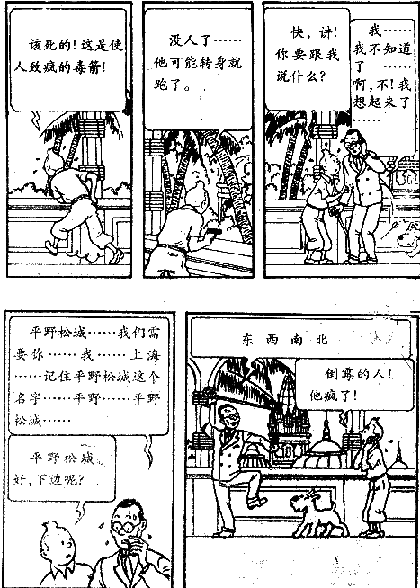 该死的！这是使
人致疯的毒箭！
没人了……
他可能转身就
跑了。
快，讲！
你要跟我
说什么？
我……
我不知道
了……
啊，不！我
想起来了
……
平野松城……我们需
要你……我……上海
……记住平野松城这个
名字……平野……平野
松城……
平野松城
好，下边呢？
东西南北
倒霉的人！
他疯了！